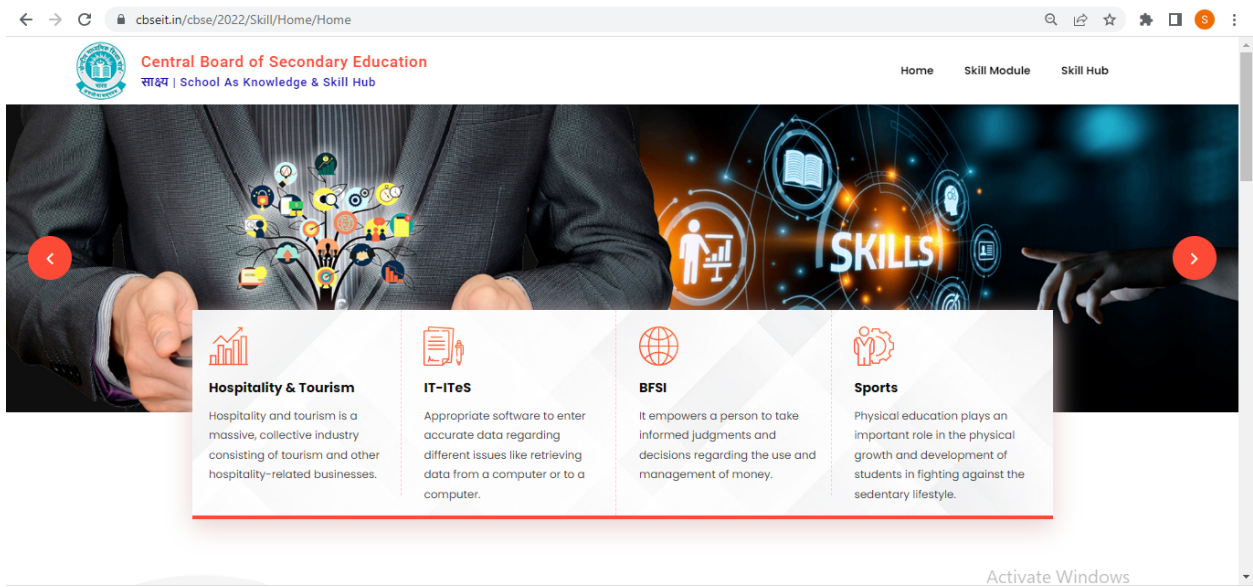 cbseit.in/cbse/2022/Skill/Home/Home
S
Central Board of Secondary Education
साक्ष्य | School As Knowledge & Skill Hub
Home Skill Module Skill Hub
SKILLS
Hospitality & Tourism
Hospitality and tourism is a
massive, collective industry
consisting of tourism and other
hospitality-related businesses.
IT-ITeS
Appropriate software to enter
accurate data regarding
different issues like retrieving
data from a computer or to a
computer.
BFSI
It empowers a person to take
informed judgments and
decisions regarding the use and
management of money.
Sports
Physical education plays an
important role in the physical
growth and development of
students in fighting against the
sedentary lifestyle.
Activate Windows